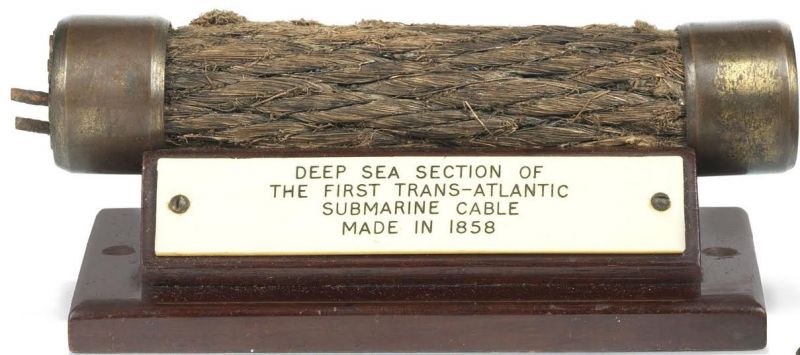 DEEP SEA SECTION OF
THE FIRST TRANS-ATLANTIC
SUBMARINE CABLE
MADE IN 1858